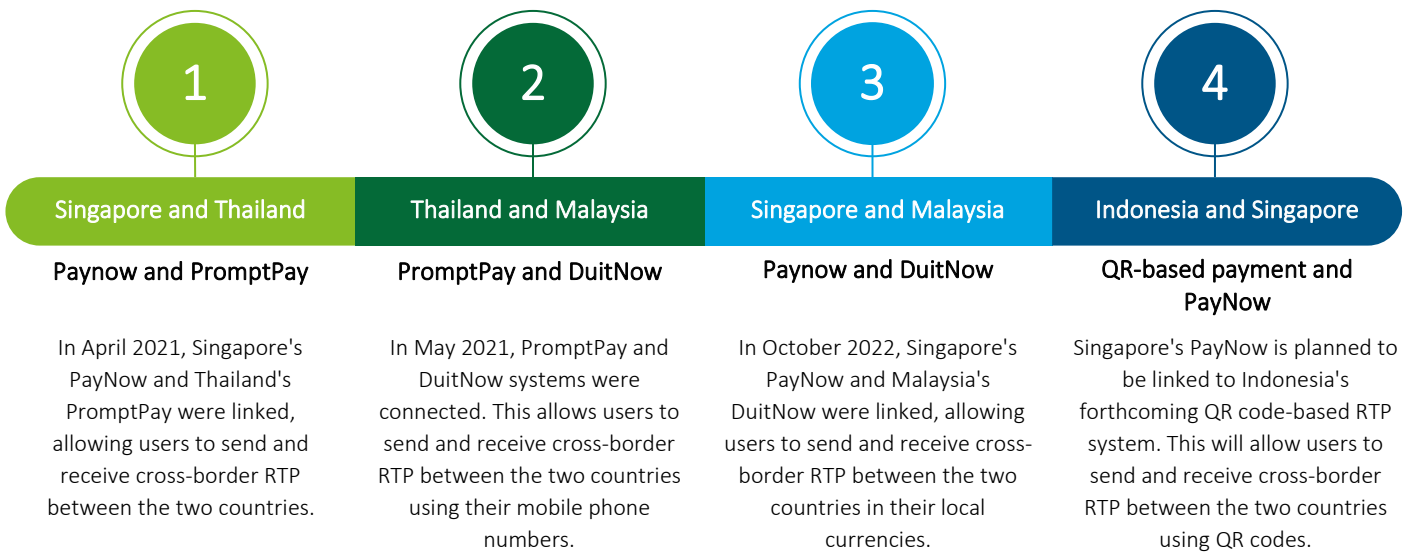 1
Singapore and Thailand
Paynow and PromptPay
In April 2021, Singapore's
PayNow and Thailand's
PromptPay were linked,
allowing users to send and
receive cross-border RTP
between the two countries.
2
Thailand and Malaysia
PromptPay and DuitNow
In May 2021, PromptPay and
DuitNow systems were
connected. This allows users to
send and receive cross-border
RTP between the two countries
using their mobile phone
numbers.
3
Singapore and Malaysia
Paynow and DuitNow
In October 2022, Singapore's
PayNow and Malaysia's
DuitNow were linked, allowing
users to send and receive cross-
border RTP between the two
countries in their local
currencies.
4
Indonesia and Singapore
QR-based payment and
PayNow
Singapore's PayNow is planned to
be linked to Indonesia's
forthcoming QR code-based RTP
system. This will allow users to
send and receive cross-border
RTP between the two countries
using QR codes.